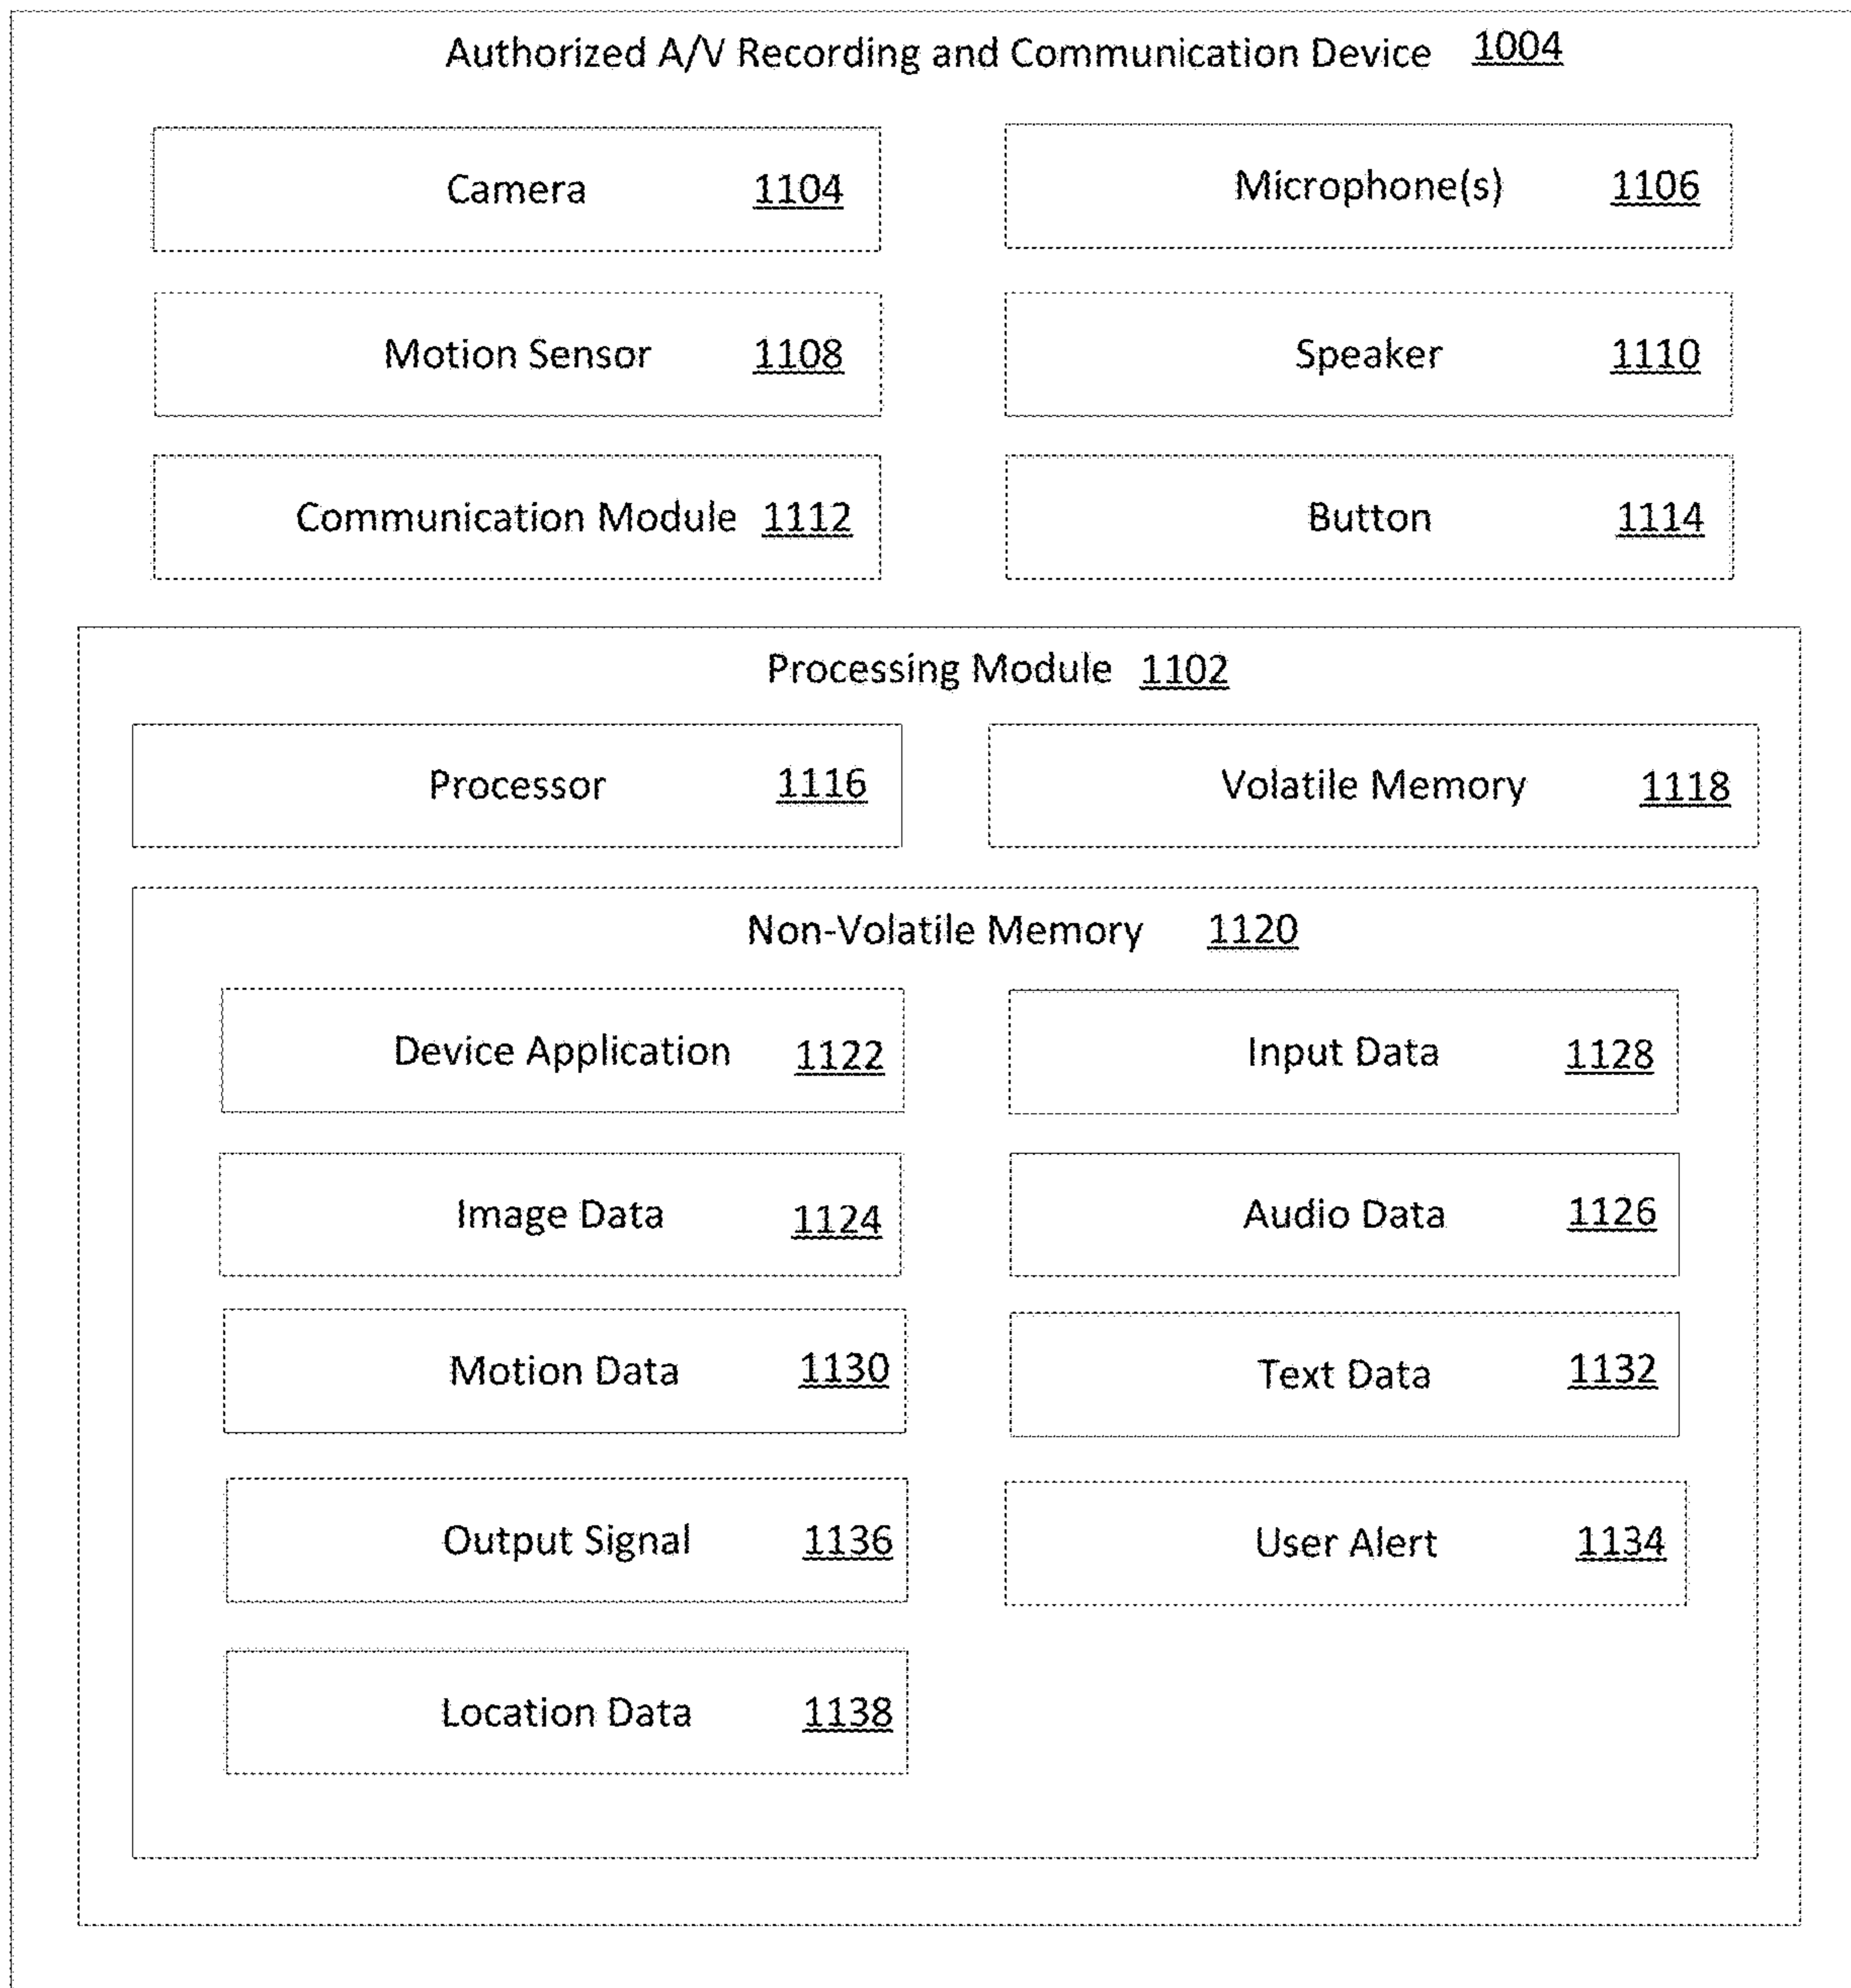 Authorized A/V Recording and Communication Device 1004
Camera 1104
Microphone(s) 1106
Motion Sensor 1108
Speaker 1110
Communication Module 1112
Button 1114
Processing Module 1102
Processor 1116
Volatile Memory 1118
Non-Volatile Memory 1120
Device Application 1122
Input Data 1128
Image Data 1124
Audio Data 1126
Motion Data 1130
Text Data 1132
Output Signal 1136
User Alert 1134
Location Data 1138